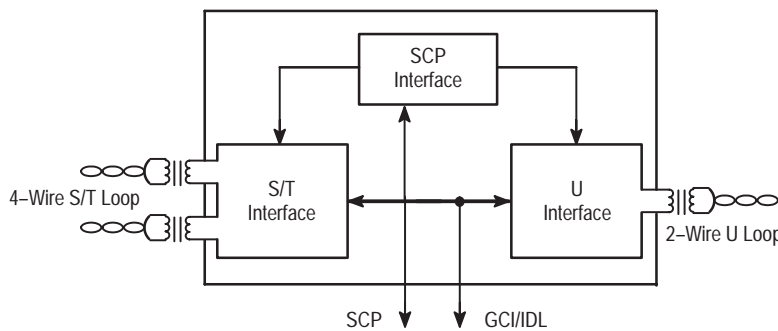 SCP
Interface
4–Wire S/T Loop
S/T
Interface
U
Interface
2–Wire U Loop
SCP
GCI/IDL